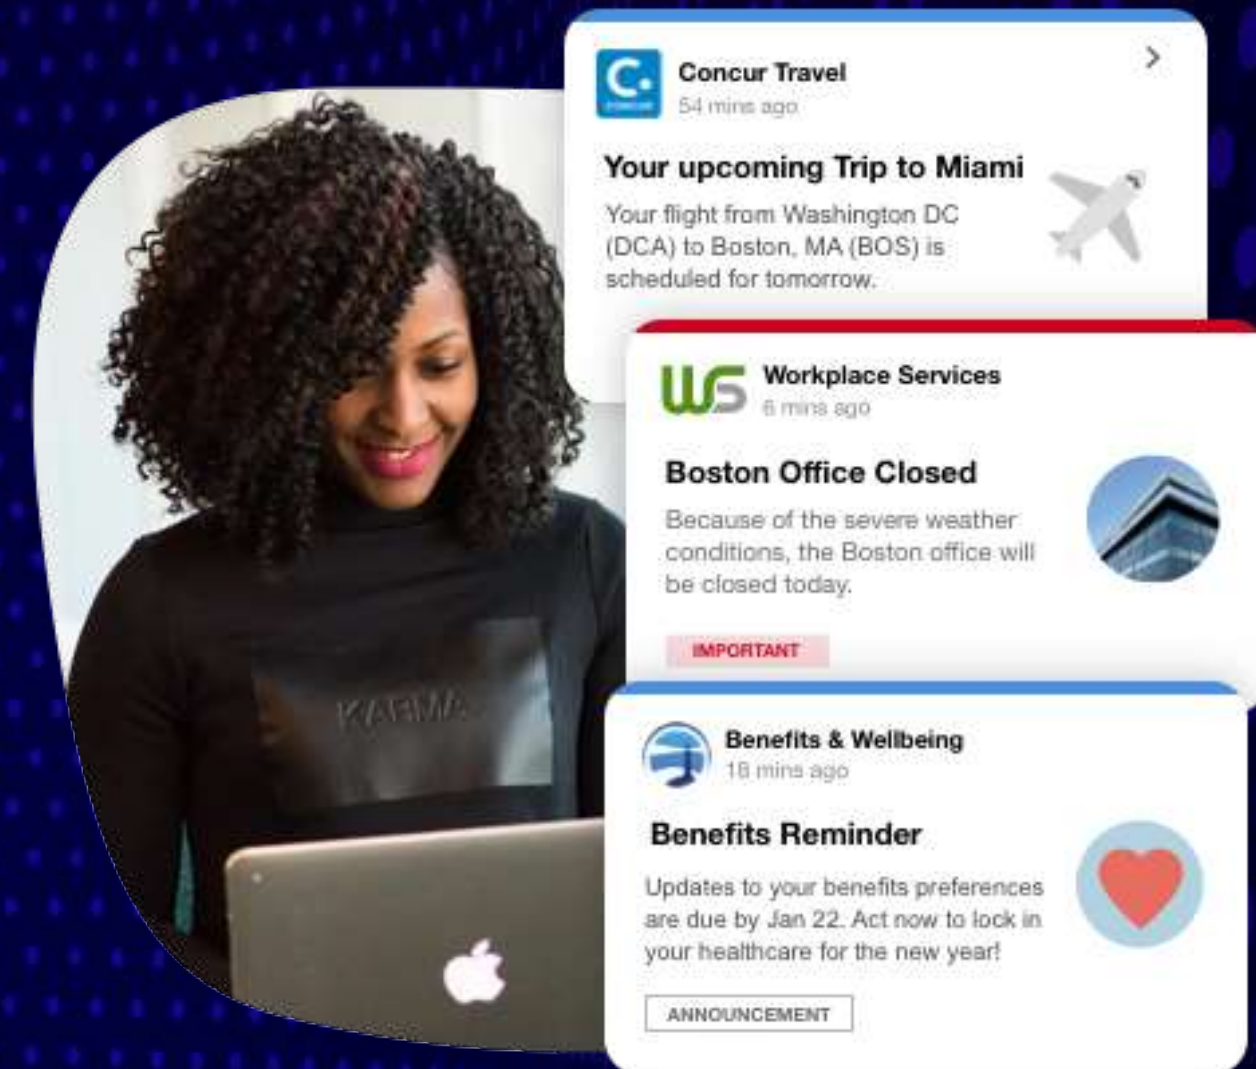 Concur Travel
54 mins ago
Your upcoming Trip to Miami
Your flight from Washington DC
(DCA) to Boston, MA (BOS) is
scheduled for tomorrow.
WS
Workplace Services
6 mins ago
Boston Office Closed
Because of the severe weather
conditions, the Boston office will
be closed today.
IMPORTANT
KARMA
Benefits & Wellbeing
18 mins ago
Benefits Reminder
Updates to your benefits preferences
are due by Jan 22. Act now to lock in
your healthcare for the new year!
ANNOUNCEMENT